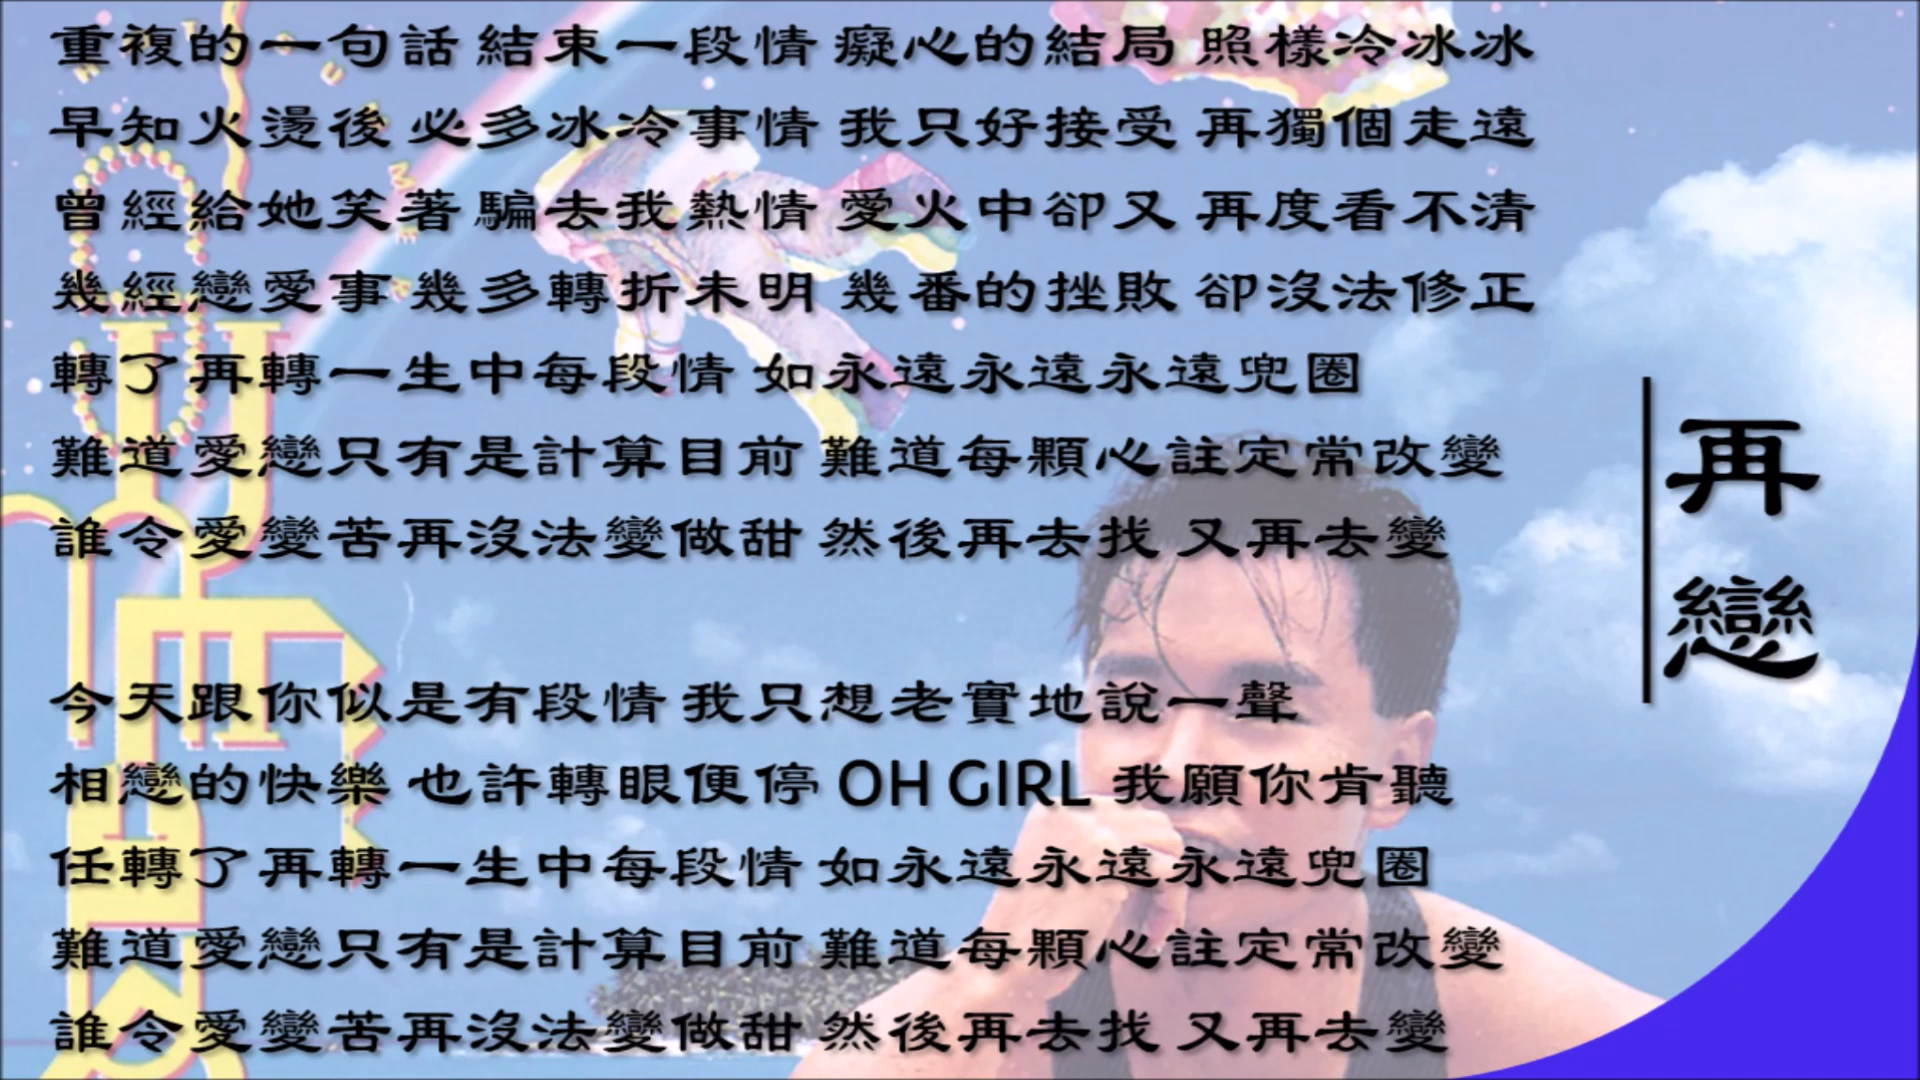 重複的一句話 結束一段情 癡心的結局 照樣冷冰冰
早知火燙後 必多冰冷事情 我只好接受 再獨個走遠
曾經給她笑著 騙去我熱情 愛火中卻又 再度看不清
幾經戀愛事 幾多轉折未明 幾番的挫敗 卻沒法修正
轉了再轉一生中每段情 如永遠永遠永遠兜圈
難道愛戀只有是計算目前 難道每顆心註定常改變
誰令愛變苦再沒法變做甜 然後再去找 又再去變
今天跟你似是有段情 我只想老實地說一聲
相戀的快樂 也許轉眼便停 OH GIRL 我願你肯聽
任轉了再轉一生中每段情 如永遠永遠永遠兜圈
難道愛戀只有是計算目前 難道每顆心註定常改變
誰令愛變苦再沒法變做甜 然後再去找 又再去變
再戀